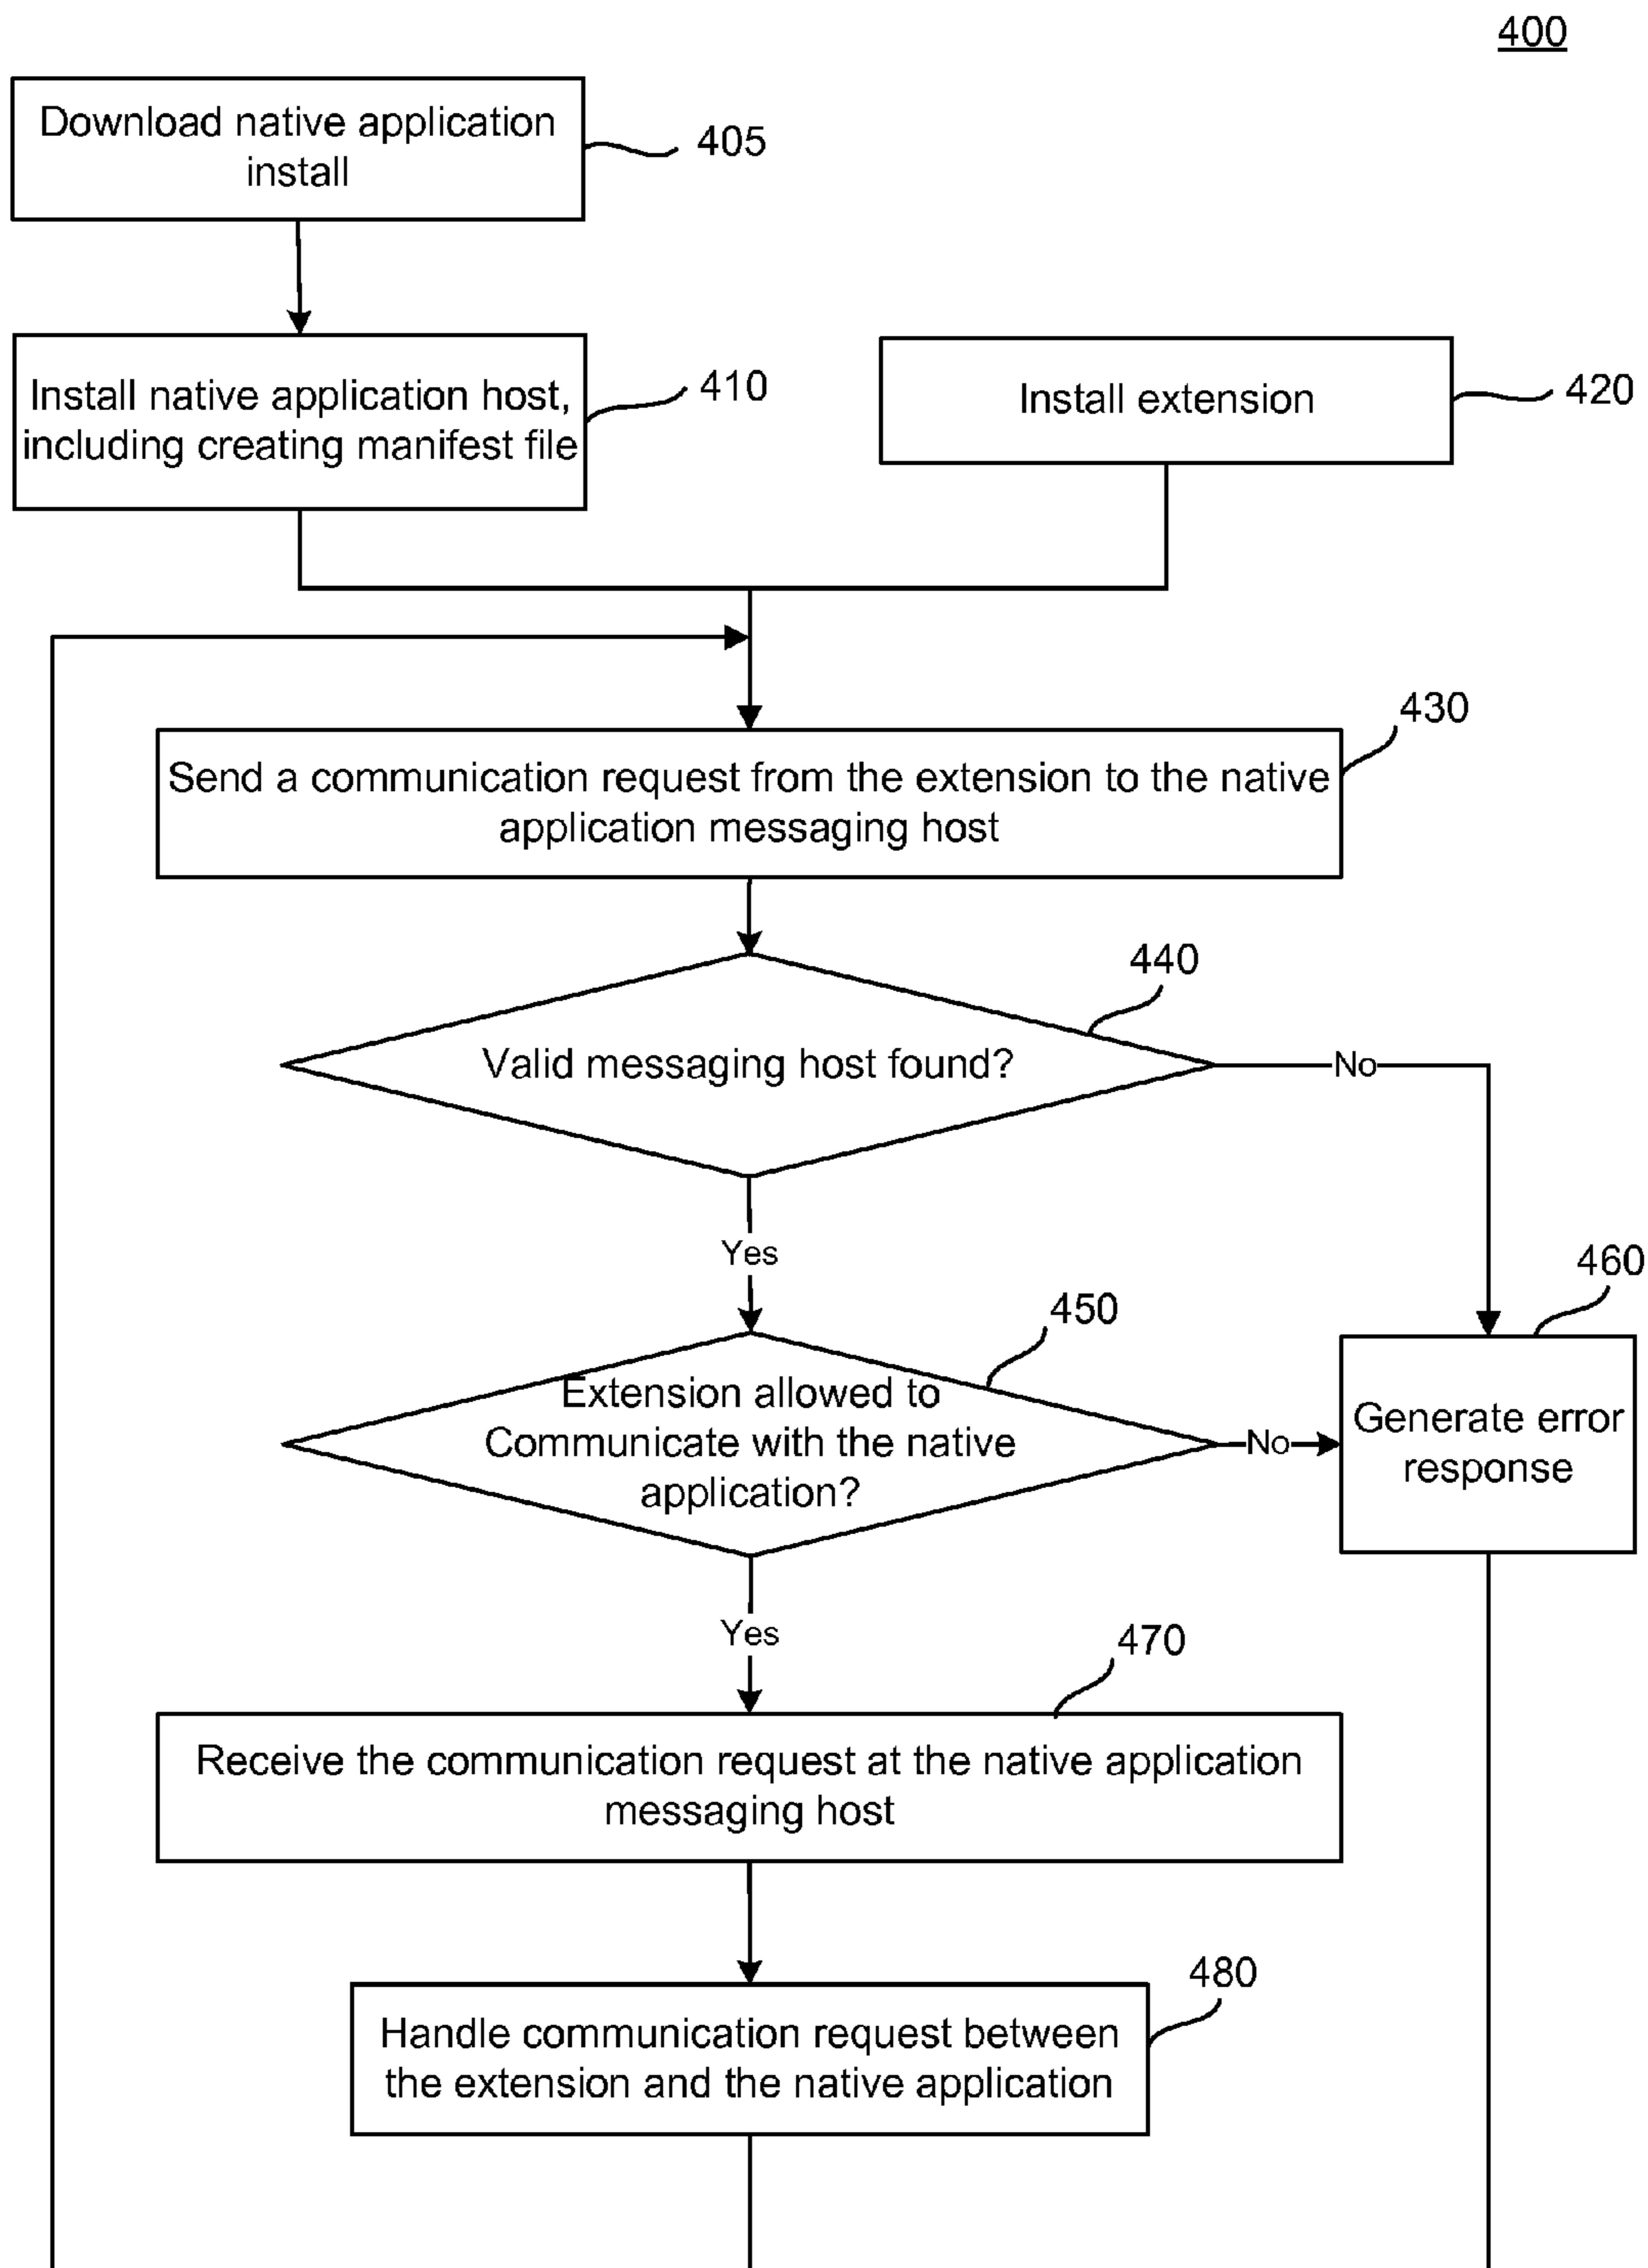 400
Download native application
install
405
Install native application host,
including creating manifest file
410
Install extension
420
430
Send a communication request from the extension to the native
application messaging host
440
Valid messaging host found?
No
Yes
450
460
Extension allowed to
Communicate with the native
application?
No
Generate error
response
Yes
470
Receive the communication request at the native application
messaging host
480
Handle communication request between
the extension and the native application